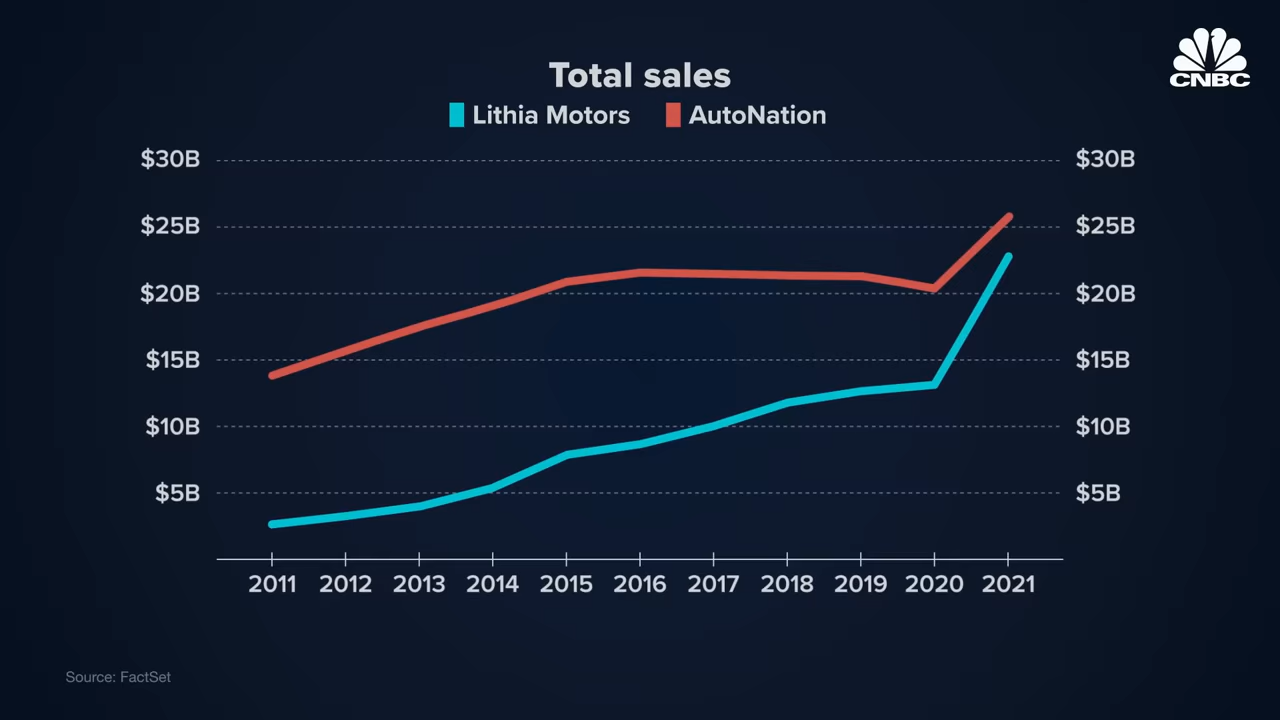 CNBC
Total sales
Lithia Motors AutoNation
$30B $30B
$25B $25B
$20B $20B
$15B $15B
$10B $10B
$5B $5B
2011 2012 2013 2014 2015 2016 2017 2018 2019 2020 2021
Source: FactSet